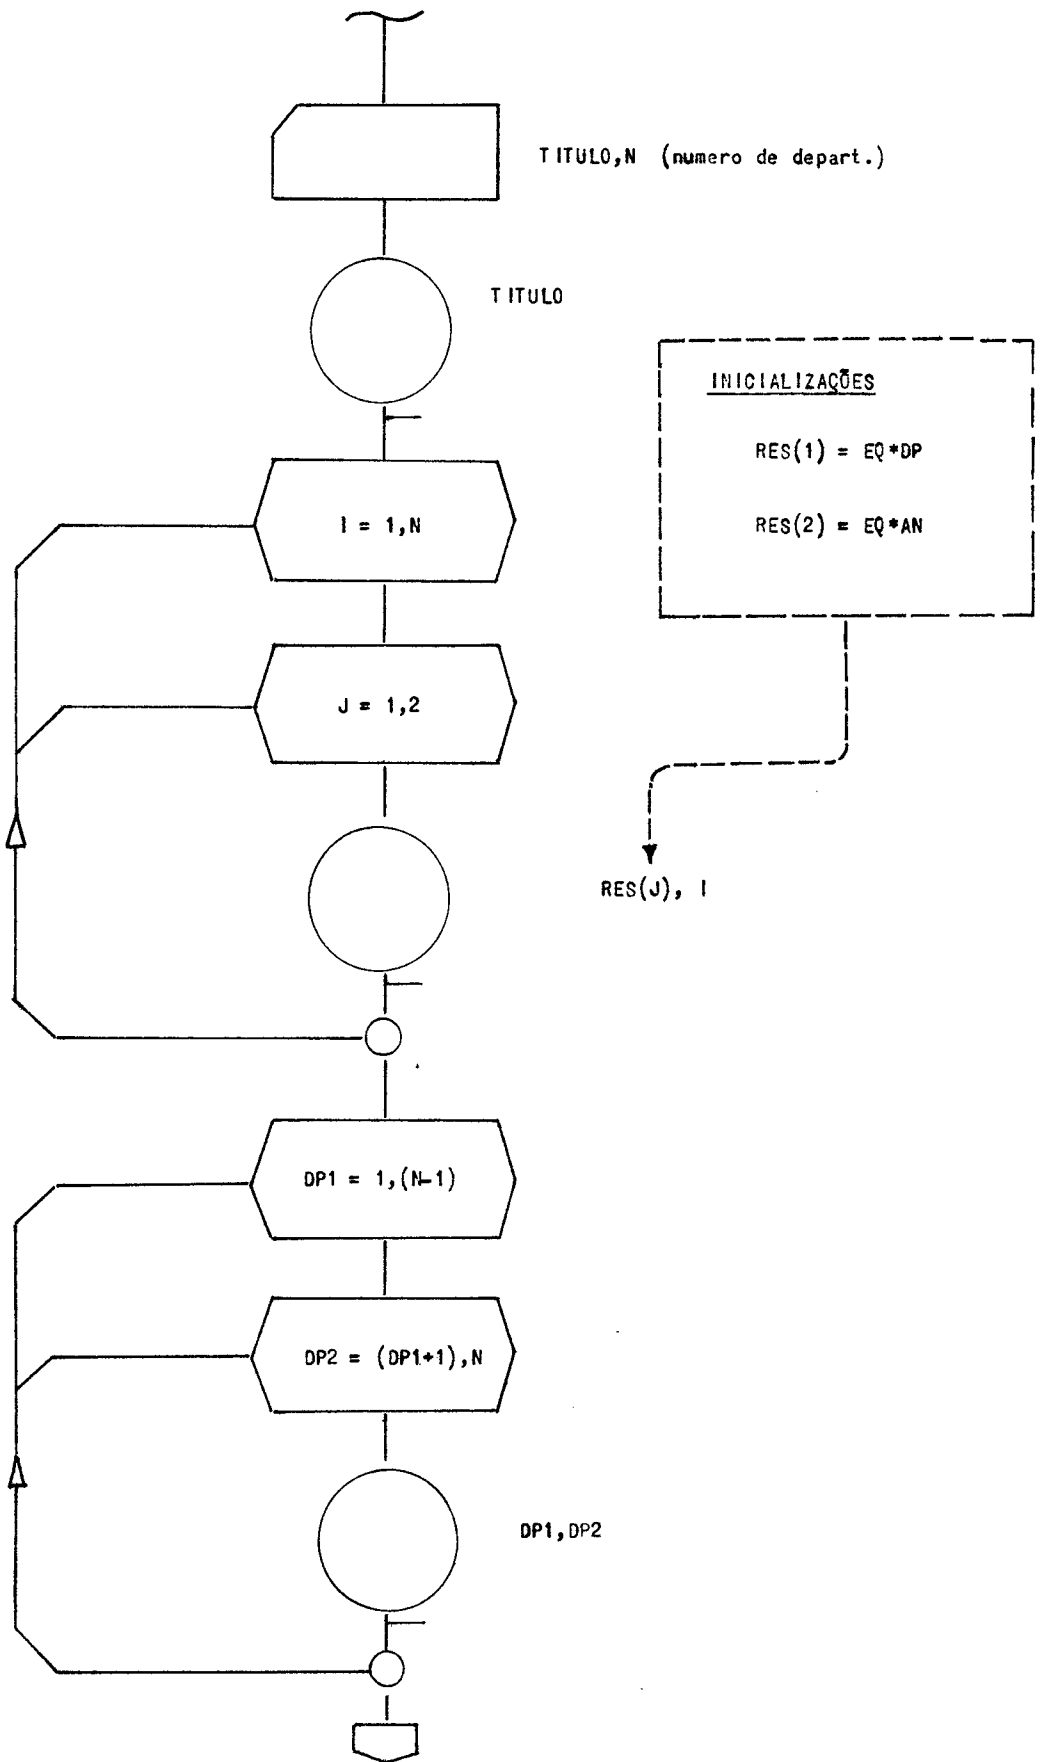 TITULO,N (numero de depart.)
TITULO
INICIALIZAÇÕES
RES(1) = EQ*DP
RES(2) = EQ*AN
I = 1,N
J = 1,2
RES(J), I
DP1 = 1,(N-1)
DP2 = (DP1+1),N
DP1,DP2